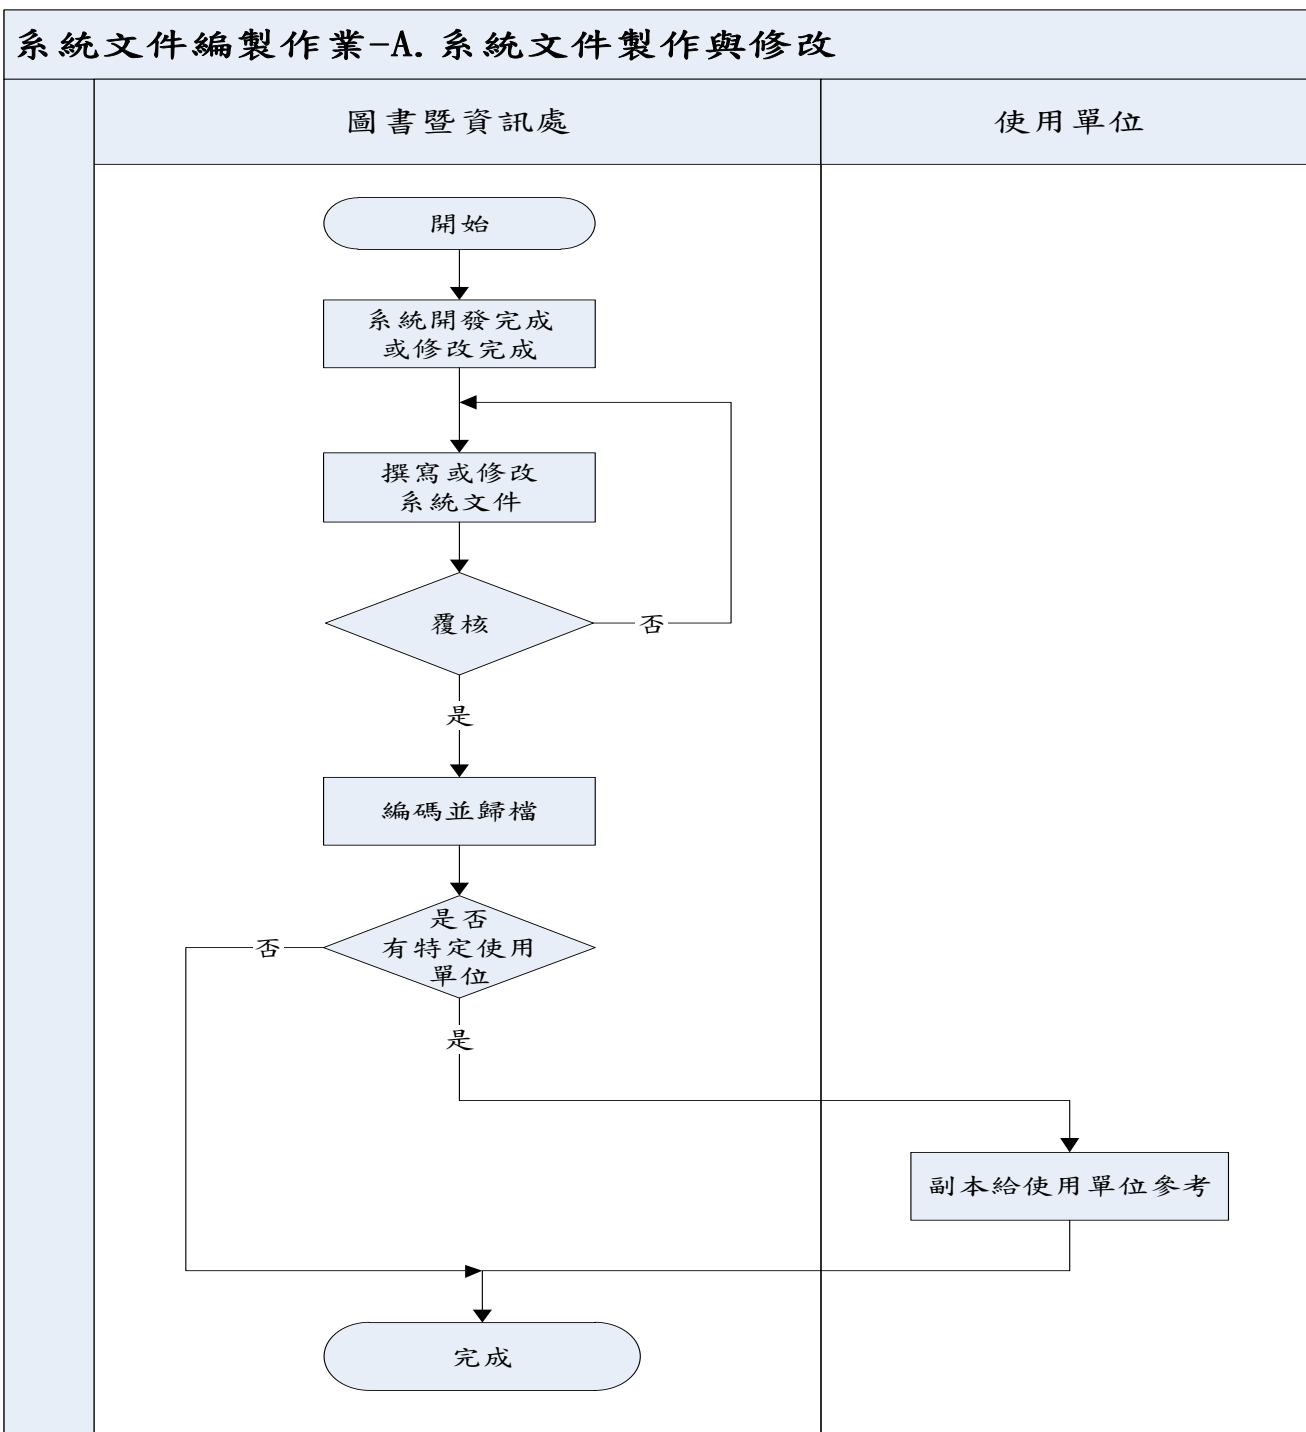 系統文件編製作業-A.系統文件製作與修改
圖書暨資訊處
使用單位
開始
系統開發完成
或修改完成
撰寫或修改
系統文件
覆核
否
是
編碼並歸檔
是否
有特定使用
單位
否
是
副本給使用單位參考
完成